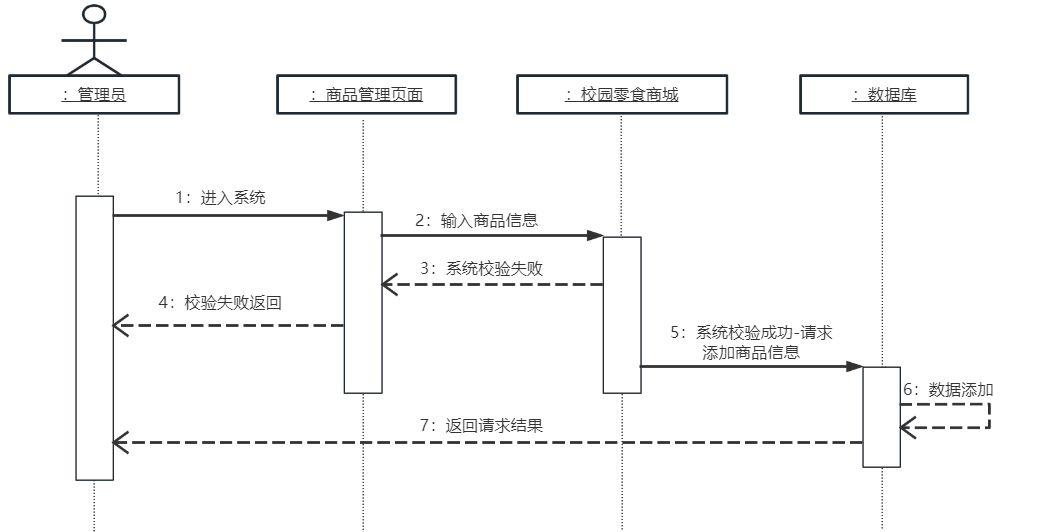 ：管理员
：商品管理页面
：校园零食商城
：数据库
1：进入系统
2：输入商品信息
3：系统校验失败
4：校验失败返回
5：系统校验成功-请求
添加商品信息
6：数据添加
7：返回请求结果